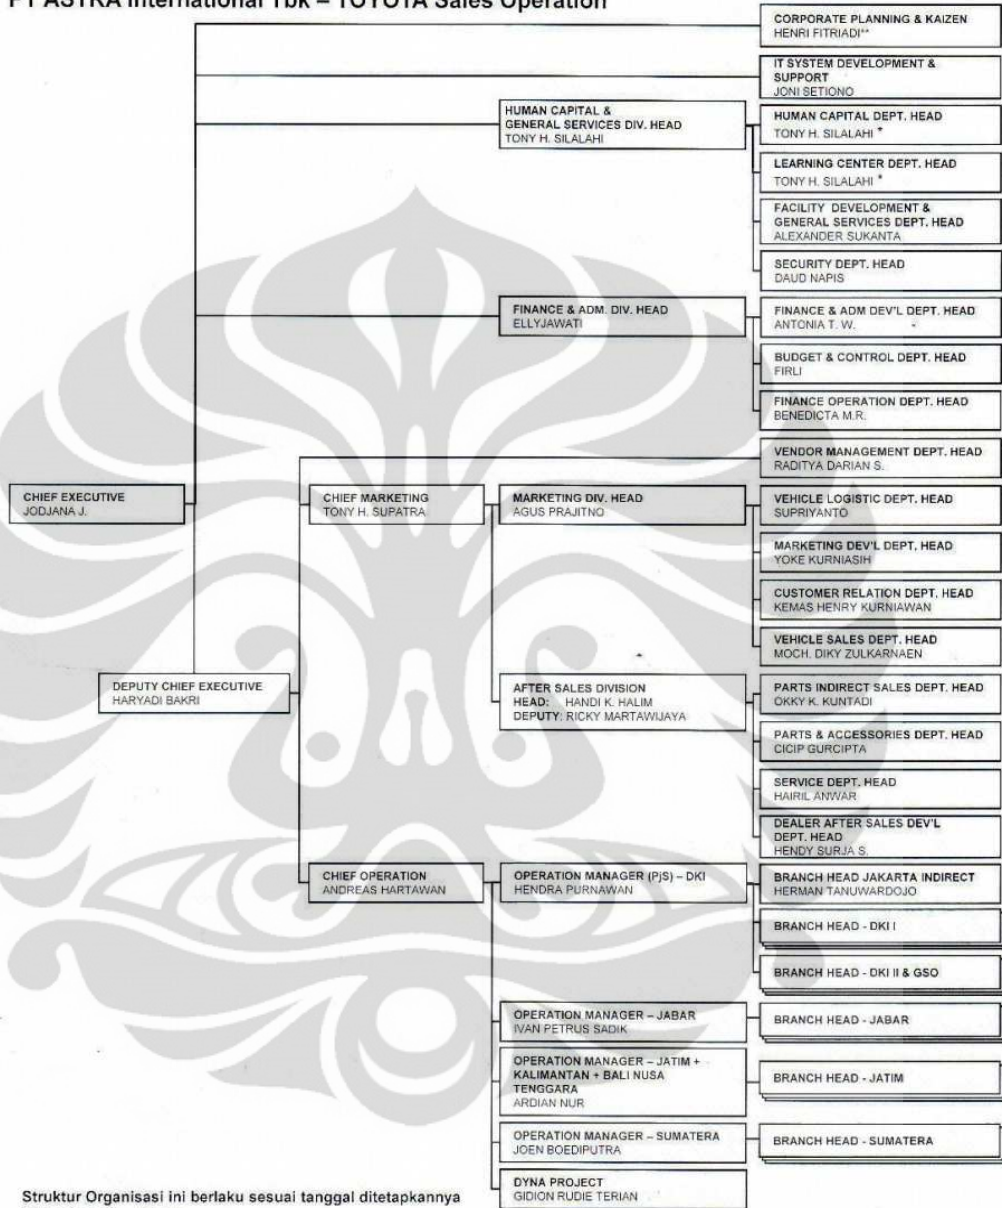 PT ASTRA International Tbk – TOYOTA Sales Operation
CORPORATE PLANNING & KAIZEN
HENRI FITRIADI**
IT SYSTEM DEVELOPMENT &
SUPPORT
JONI SETIONO
HUMAN CAPITAL &
GENERAL SERVICES DIV. HEAD
TONY H. SILALAHI
HUMAN CAPITAL DEPT. HEAD
TONY H. SILALAHI *
LEARNING CENTER DEPT. HEAD
TONY H. SILALAHI *
FACILITY DEVELOPMENT &
GENERAL SERVICES DEPT. HEAD
ALEXANDER SUKANTA
SECURITY DEPT. HEAD
DAUD NAPIS
FINANCE & ADM. DIV. HEAD
ELLYJAWATI
FINANCE & ADM DEV'L DEPT. HEAD
ANTONIA T. W.
BUDGET & CONTROL DEPT. HEAD
FIRLI
FINANCE OPERATION DEPT. HEAD
BENEDICTA M.R.
VENDOR MANAGEMENT DEPT. HEAD
RADITYA DARIAN S.
CHIEF EXECUTIVE
JODJANA J.
CHIEF MARKETING
TONY H. SUPATRA
MARKETING DIV. HEAD
AGUS PRAJITNO
VEHICLE LOGISTIC DEPT. HEAD
SUPRIYANTO
MARKETING DEV'L DEPT. HEAD
YOKE KURNIASIH
CUSTOMER RELATION DEPT. HEAD
KEMAS HENRY KURNIAWAN
VEHICLE SALES DEPT. HEAD
MOCH. DIKY ZULKARNAEN
DEPUTY CHIEF EXECUTIVE
HARYADI BAKRI
AFTER SALES DIVISION
HEAD: HANDI K. HALIM
DEPUTY: RICKY MARTAWIJAYA
PARTS INDIRECT SALES DEPT. HEAD
OKKY K. KUNTADI
PARTS & ACCESSORIES DEPT. HEAD
CICIP GURCIPTA
SERVICE DEPT. HEAD
HAIRIL ANWAR
DEALER AFTER SALES DEV'L
DEPT. HEAD
HENDY SURJA S.
CHIEF OPERATION
ANDREAS HARTAWAN
OPERATION MANAGER (PjS) – DKI
HENDRA PURNAWAN
BRANCH HEAD JAKARTA INDIRECT
HERMAN TANUWARDOJO
BRANCH HEAD - DKI I
BRANCH HEAD - DKI II & GSO
OPERATION MANAGER – JABAR
IVAN PETRUS SADIK
BRANCH HEAD - JABAR
OPERATION MANAGER – JATIM +
KALIMANTAN + BALI NUSA
TENGGARA
ARDIAN NUR
BRANCH HEAD - JATIM
OPERATION MANAGER – SUMATERA
JOEN BOEDIPUTRA
BRANCH HEAD - SUMATERA
DYNA PROJECT
GIDION RUDIE TERIAN
Struktur Organisasi ini berlaku sesuai tanggal ditetapkannya